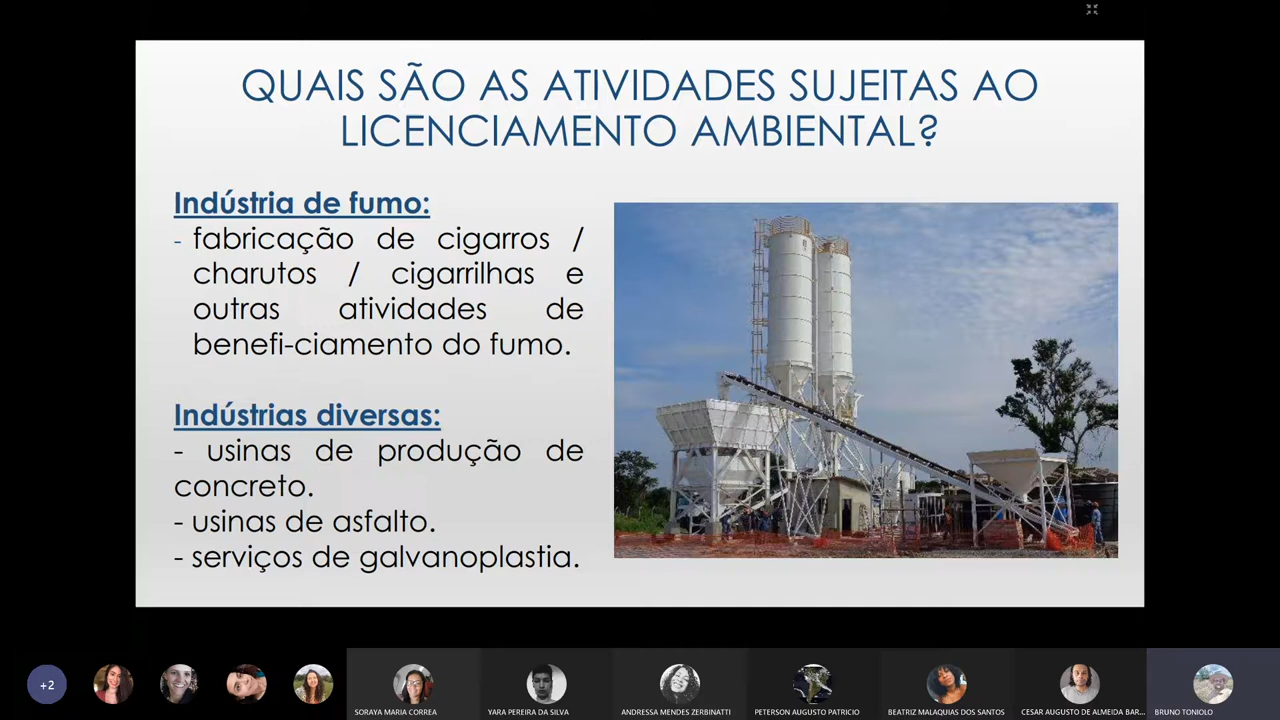 QUAIS SÃO AS ATIVIDADES SUJEITAS AO
LICENCIAMENTO AMBIENTAL?
Indústria de fumo:
- fabricação de cigarros /
charutos / cigarrilhas e
outras atividades de
benefi-ciamento do fumo.
Indústrias diversas:
- usinas de produção de
concreto.
- usinas de asfalto.
- serviços de galvanoplastia.
+2
SORAYA MARIA CORREA
YARA PEREIRA DA SILVA
ANDRESSA MENDES ZERBINATTI
PETERSON AUGUSTO PATRICIO
BEATRIZ MALAQUIAS DOS SANTOS
CESAR AUGUSTO DE ALMEIDA BAR...
BRUNO TONIOLO